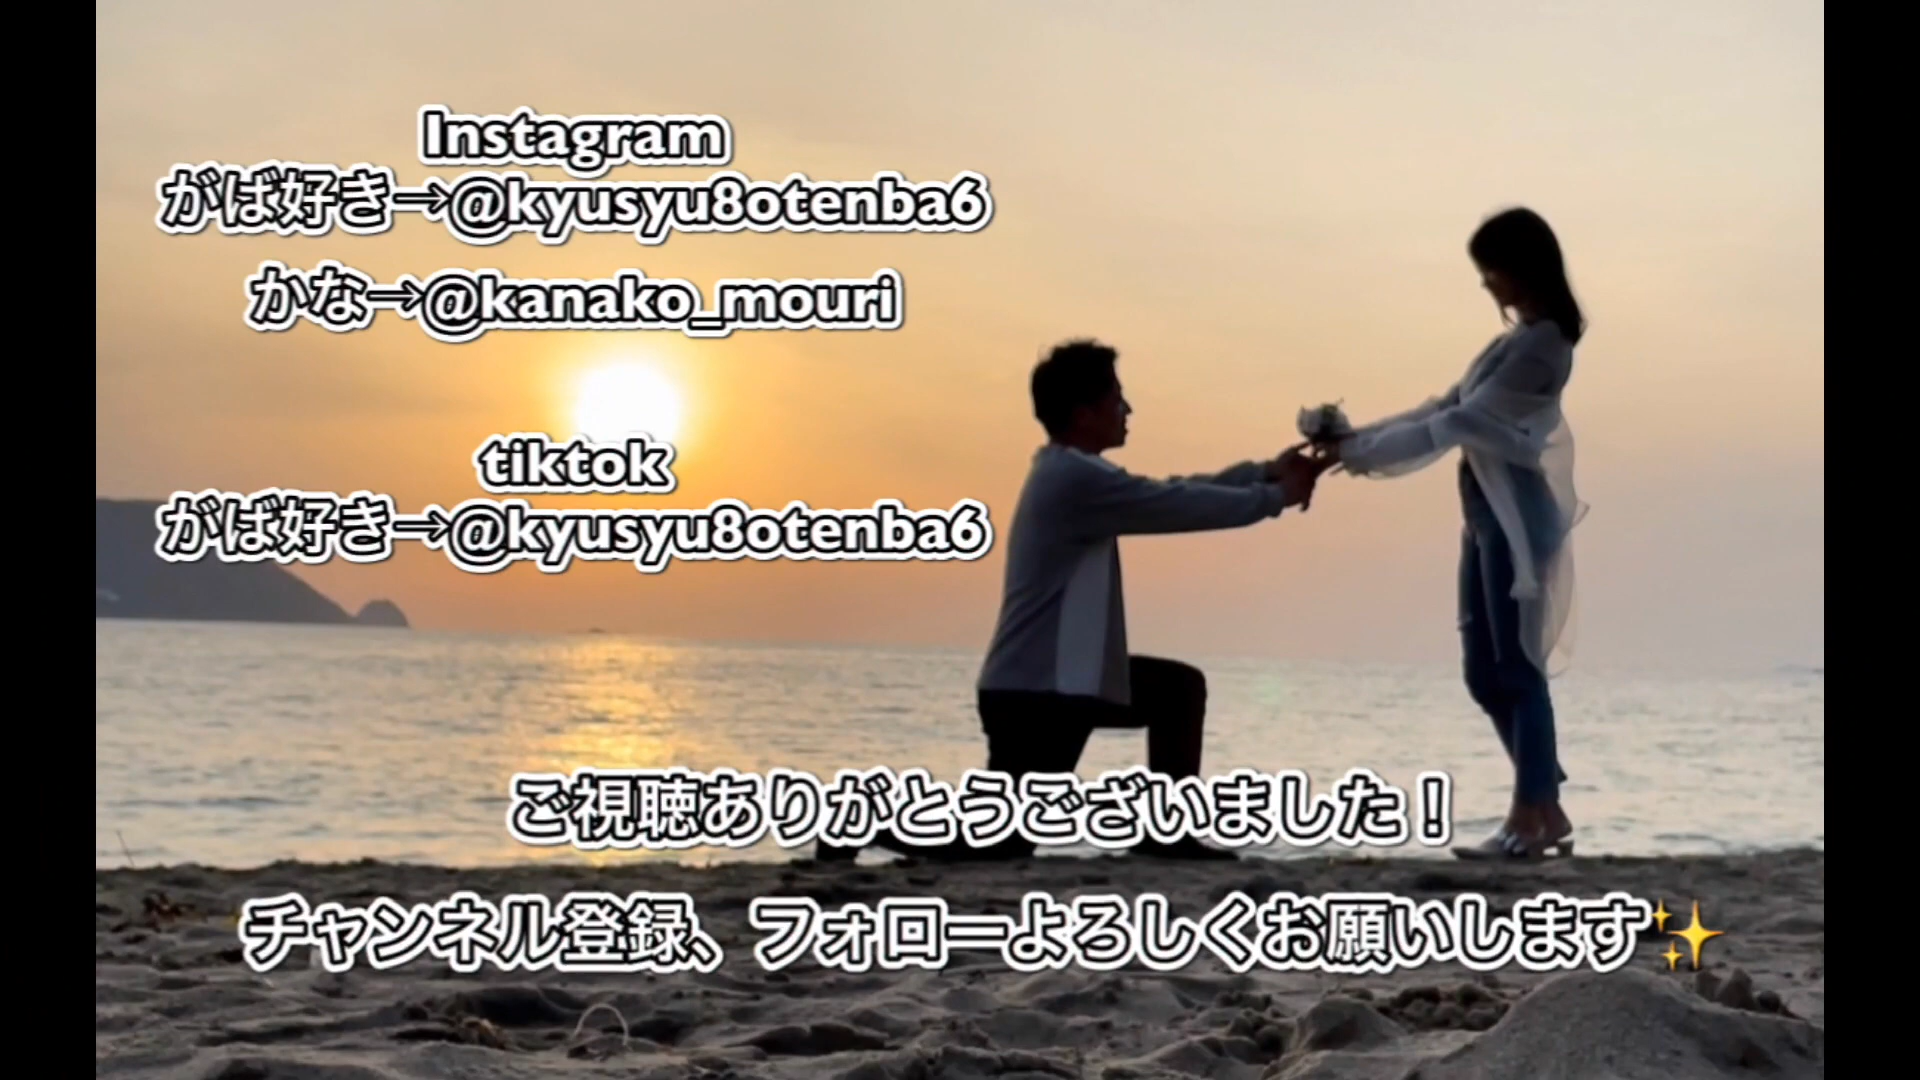 Instagram
がば好き→@kyusyu8otenba6
かな→@kanako_mouri
tiktok
がば好き→@kyusyu8otenba6
ご視聴ありがとうございました！
チャンネル登録、フォローよろしくお願いします✨